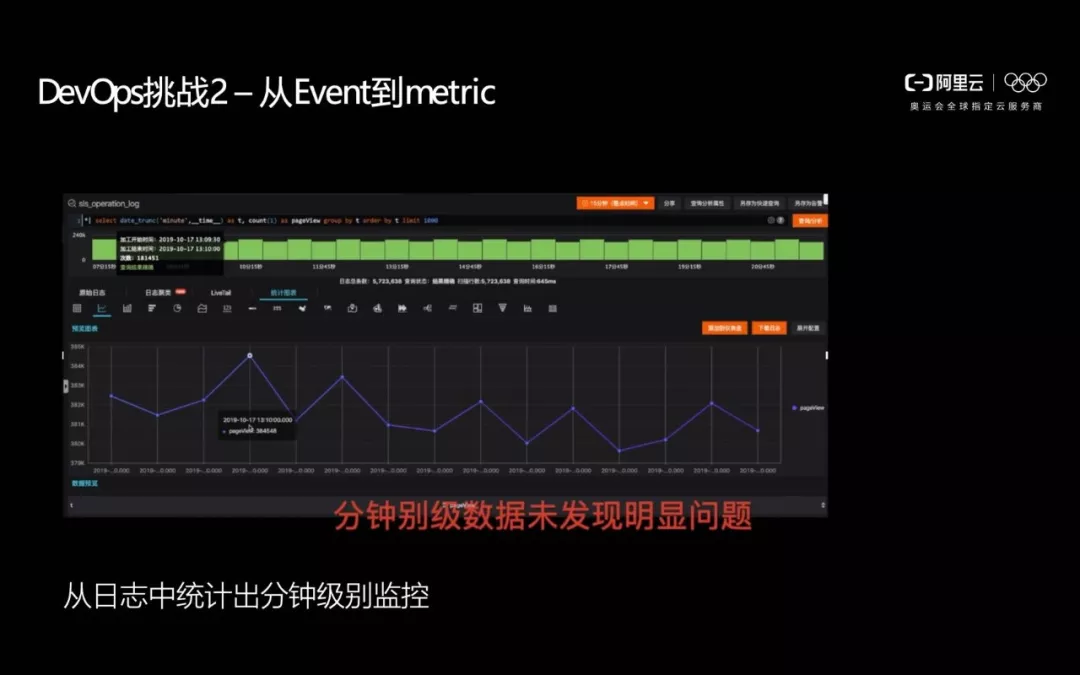 DevOps挑战2 – 从Event到metric
阿里云
奥运会全球指定云服务商
sls_operation_log
15分钟（整点时间）
分享
查询分析属性
另存为快速查询
另存为告警
1 * | select date_trunc('minute',__time__) as t, count(1) as pageView group by t order by t limit 1000
查询/分析
240k
加工开始时间：2019-10-17 13:09:30
加工结束时间：2019-10-17 13:10:00
次数：181451
查询结果精确
0
07分15秒
10分15秒
11分45秒
13分15秒
14分45秒
16分15秒
17分45秒
19分15秒
20分45秒
日志总条数：5,723,638 查询状态：结果精确 扫描行数:5,723,638 查询时间:645ms
原始日志
日志聚类
LiveTail
统计图表
预览图表
添加到仪表盘
下载日志
展开配置
385K
384K
383K
382K
381K
380K
379K
2019-10-17 13:10:00.000
pageView: 384548
pageView
数据预览
t
分钟别级数据未发现明显问题
从日志中统计出分钟级别监控